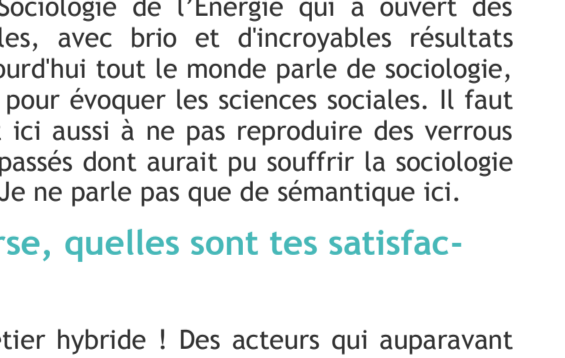 Sociologie de l’Energie qui a ouvert des
les, avec brio et d'incroyables résultats
ourd'hui tout le monde parle de sociologie,
pour évoquer les sciences sociales. Il faut
ici aussi à ne pas reproduire des verrous
passés dont aurait pu souffrir la sociologie
Je ne parle pas que de sémantique ici.
rse, quelles sont tes satisfac-
étier hybride ! Des acteurs qui auparavant